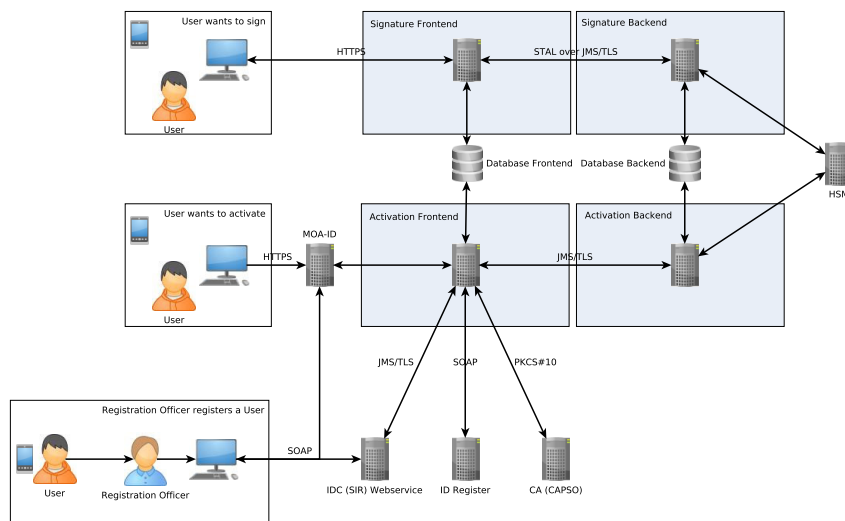 User wants to sign
Signature Frontend
Signature Backend
HTTPS
STAL over JMS/TLS
User
Database Frontend
Database Backend
HSM
User wants to activate
Activation Frontend
Activation Backend
MOA-ID
HTTPS
JMS/TLS
User
JMS/TLS
SOAP
PKCS#10
Registration Officer registers a User
SOAP
User
Registration Officer
IDC (SIR) Webservice
ID Register
CA (CAPSO)